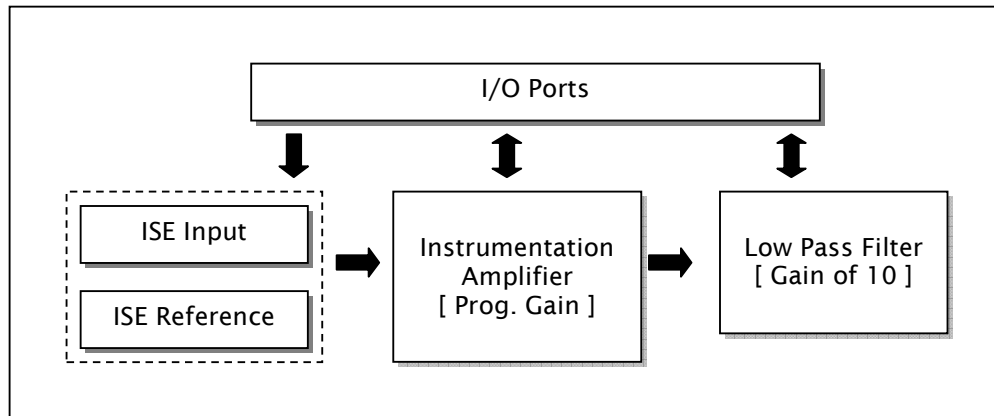 I/O Ports
ISE Input
ISE Reference
Instrumentation
Amplifier
[ Prog. Gain ]
Low Pass Filter
[ Gain of 10 ]